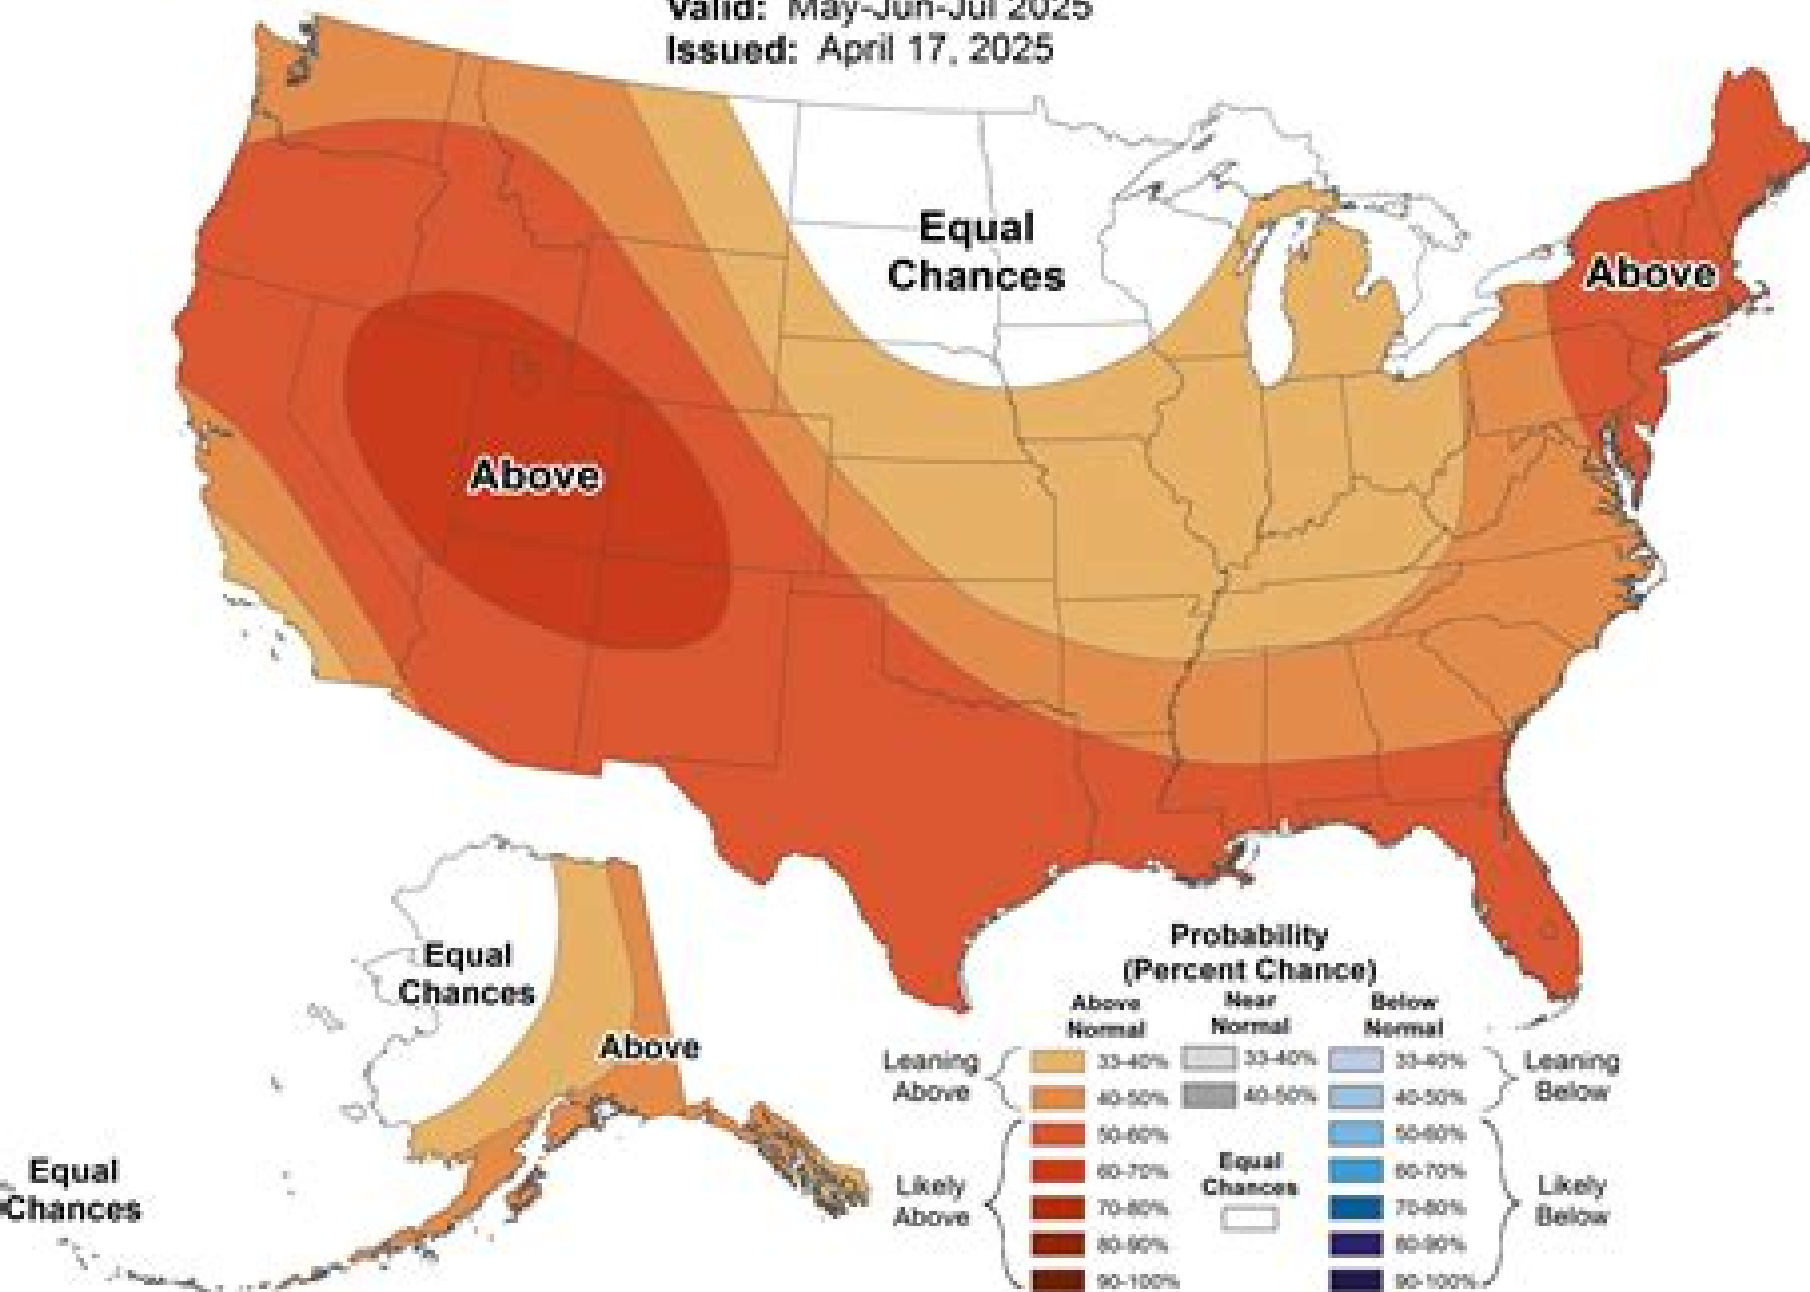 Valid: May-Jun-Jul 2025
Issued: April 17, 2025
Equal
Chances
Above
Above
Equal
Chances
Above
Equal
Chances
Probability
(Percent Chance)
Above
Normal
Near
Normal
Below
Normal
Leaning
Above
33-40%
40-50%
33-40%
40-50%
33-40%
40-50%
Leaning
Below
Likely
Above
50-60%
60-70%
70-80%
80-90%
90-100%
Equal
Chances
50-60%
60-70%
70-80%
80-90%
90-100%
Likely
Below